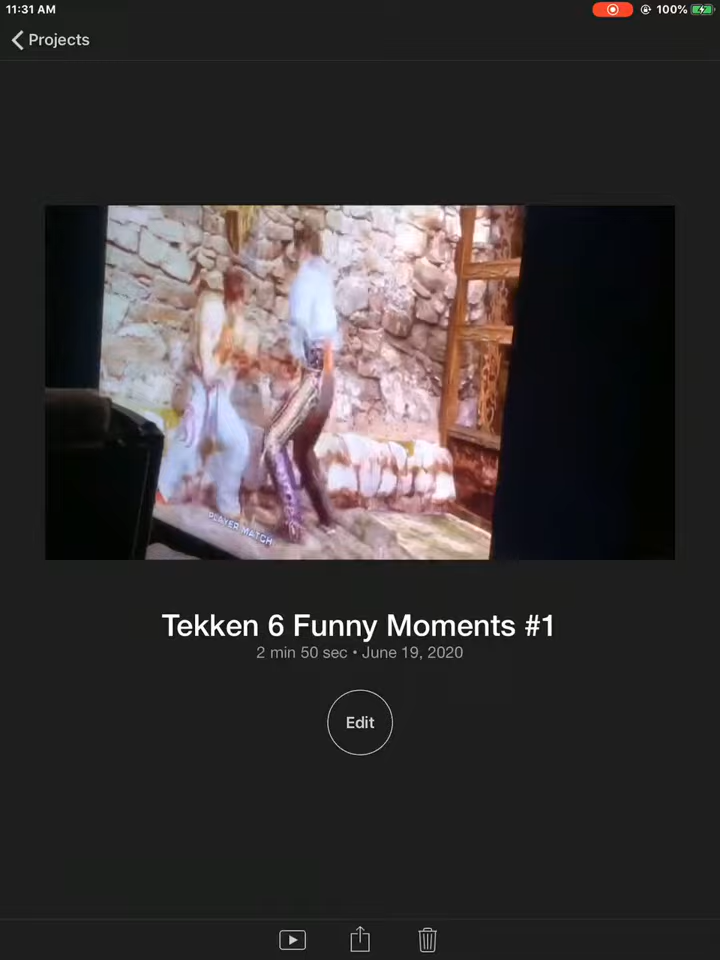 11:31 AM
100%
Projects
PLAYER MATCH
Tekken 6 Funny Moments #1
2 min 50 sec • June 19, 2020
Edit